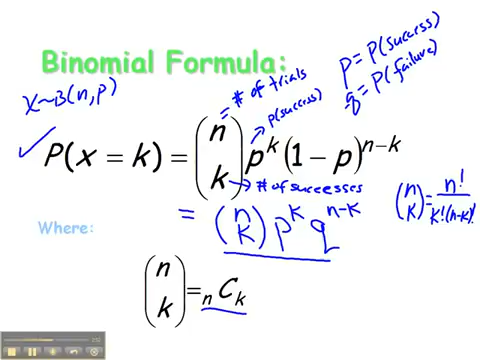 Binomial Formula:
p = P(success)
q = P(failure)
X~B(n,p)
= # of trials
P(success)
P(x = k) = (n k) p^k (1 − p)^{n−k}
# of successes
= (n k) p^k q^{n−k}
(n k) = n! / k!(n-k)!
Where:
(n k) = nCk